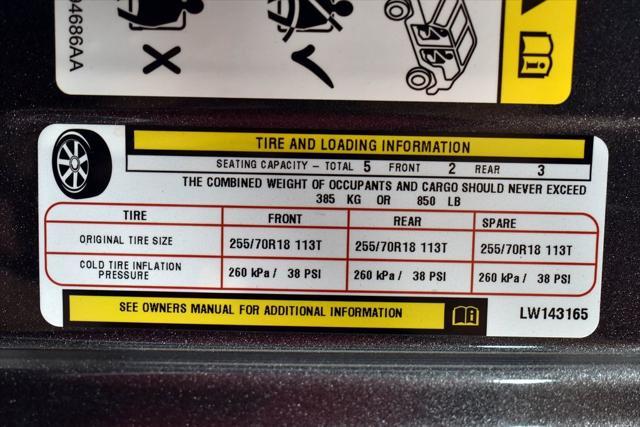 94686AA
TIRE AND LOADING INFORMATION
SEATING CAPACITY – TOTAL 5 FRONT 2 REAR 3
THE COMBINED WEIGHT OF OCCUPANTS AND CARGO SHOULD NEVER EXCEED
385 KG OR 850 LB
TIRE FRONT REAR SPARE
ORIGINAL TIRE SIZE 255/70R18 113T 255/70R18 113T 255/70R18 113T
COLD TIRE INFLATION PRESSURE 260 kPa / 38 PSI 260 kPa / 38 PSI 260 kPa / 38 PSI
SEE OWNERS MANUAL FOR ADDITIONAL INFORMATION
LW143165